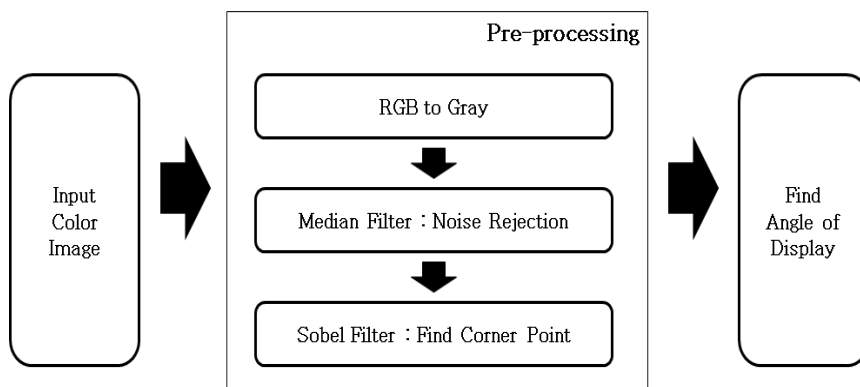 Pre-processing
Input
Color
Image
RGB to Gray
Median Filter : Noise Rejection
Sobel Filter : Find Corner Point
Find
Angle of
Display